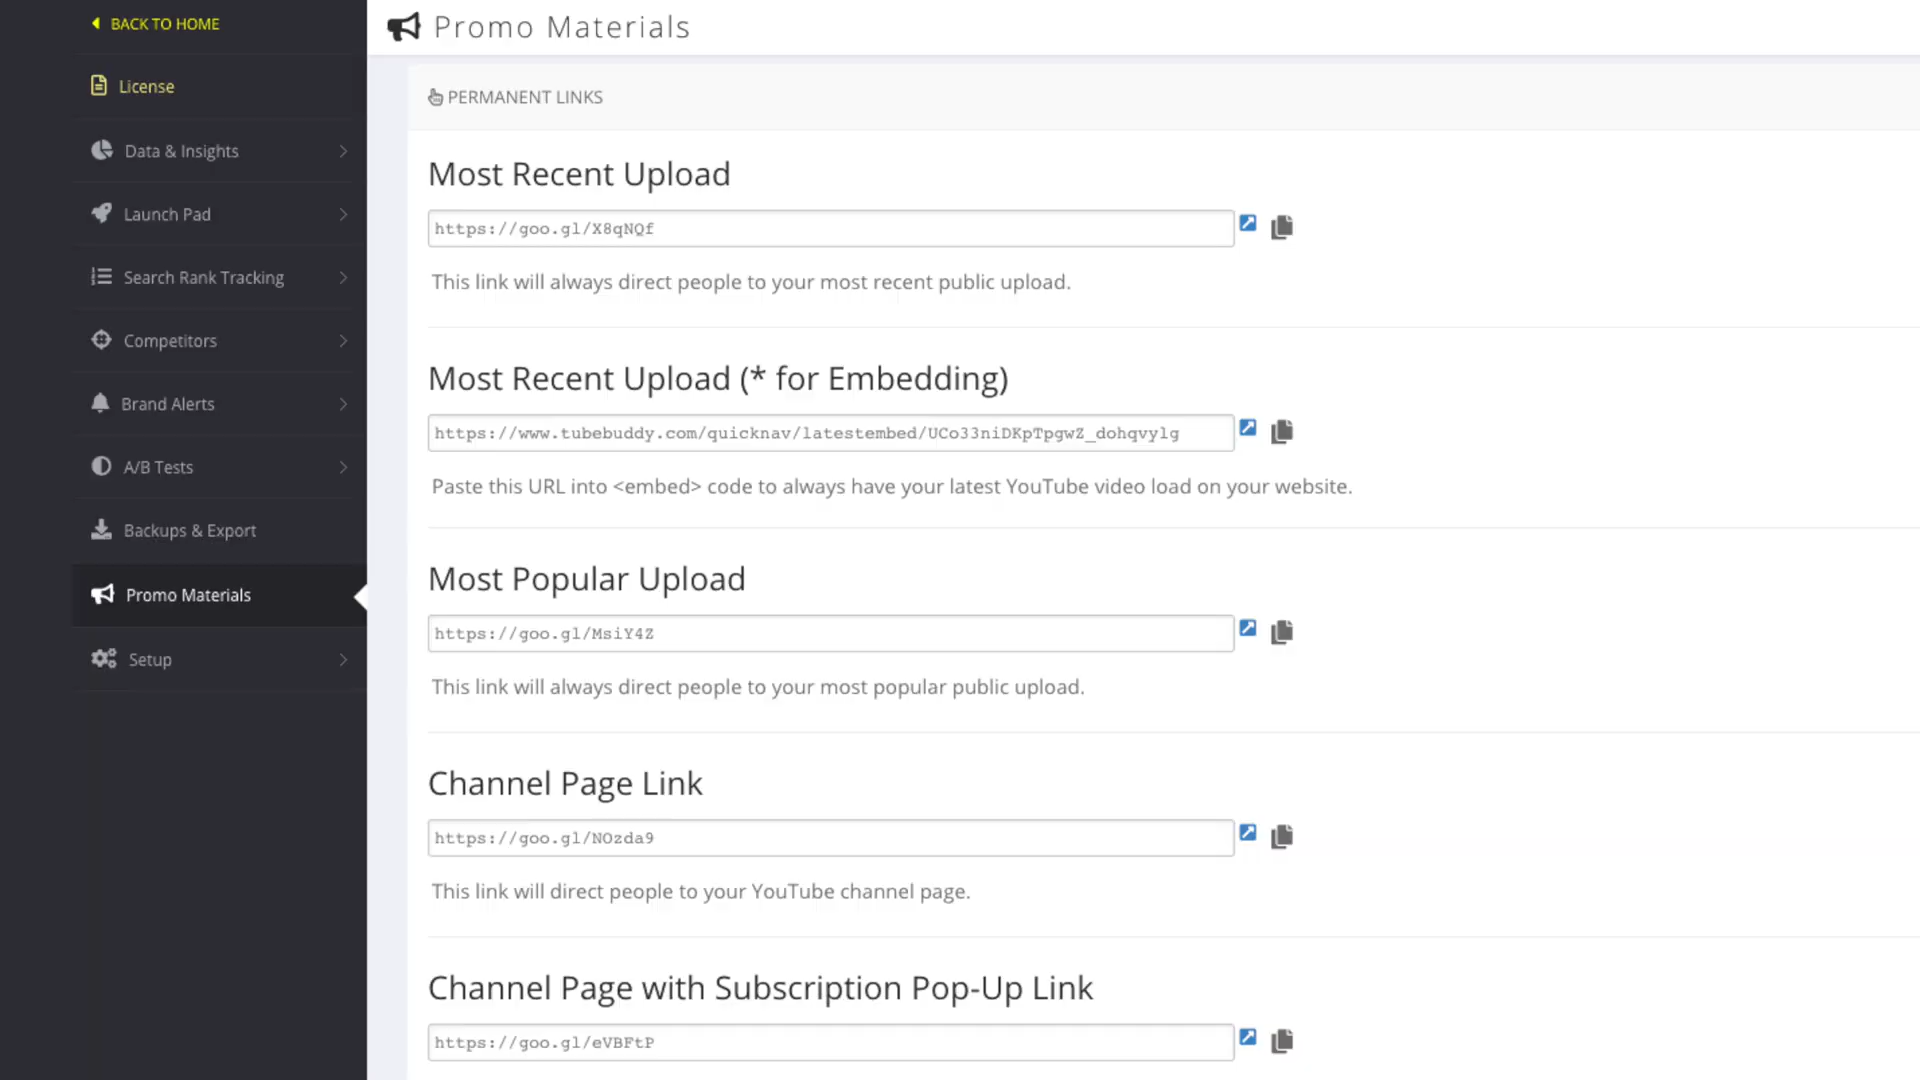 BACK TO HOME
License
Data & Insights
Launch Pad
Search Rank Tracking
Competitors
Brand Alerts
A/B Tests
Backups & Export
Promo Materials
Setup
Promo Materials
PERMANENT LINKS
Most Recent Upload
https://goo.gl/X8qNQf
This link will always direct people to your most recent public upload.
Most Recent Upload (* for Embedding)
https://www.tubebuddy.com/quicknav/latestembed/UCo33niDKpTpgwZ_dohqvylg
Paste this URL into <embed> code to always have your latest YouTube video load on your website.
Most Popular Upload
https://goo.gl/MsiY4Z
This link will always direct people to your most popular public upload.
Channel Page Link
https://goo.gl/NOzda9
This link will direct people to your YouTube channel page.
Channel Page with Subscription Pop-Up Link
https://goo.gl/eVBFtP